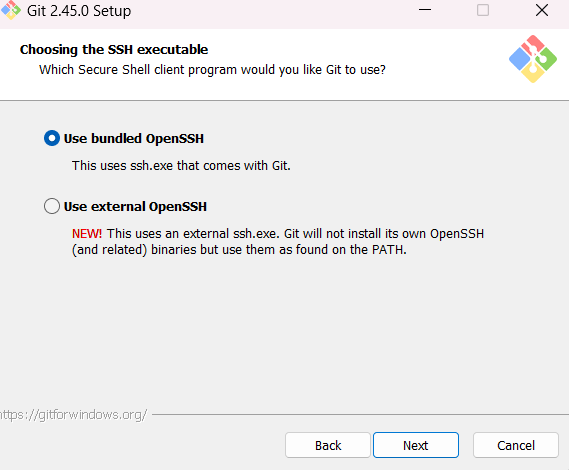 Git 2.45.0 Setup
Choosing the SSH executable
Which Secure Shell client program would you like Git to use?
Use bundled OpenSSH
This uses ssh.exe that comes with Git.
Use external OpenSSH
NEW! This uses an external ssh.exe. Git will not install its own OpenSSH
(and related) binaries but use them as found on the PATH.
https://gitforwindows.org/
Back Next Cancel